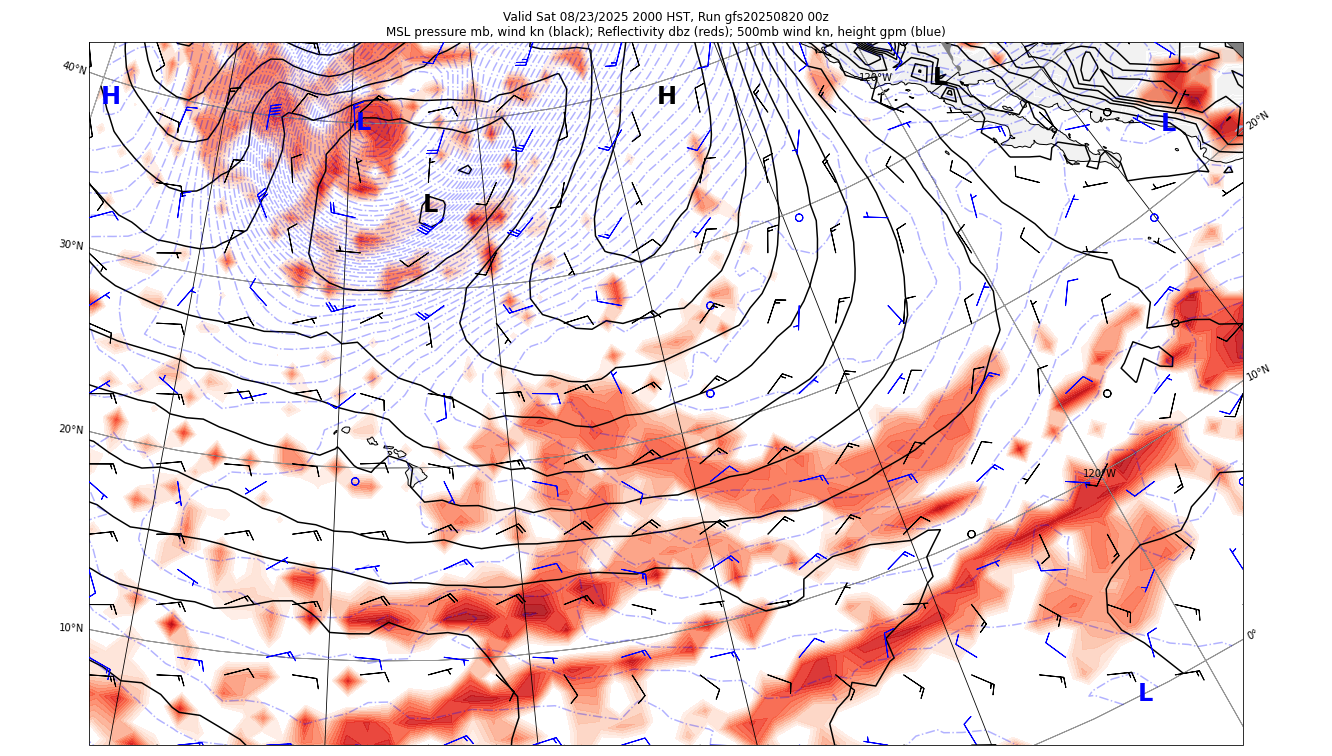 Valid Sat 08/23/2025 2000 HST, Run gfs20250820 00z
MSL pressure mb, wind kn (black); Reflectivity dbz (reds); 500mb wind kn, height gpm (blue)
40°N
H
L
H
120°W
L
L
20°N
L
30°N
10°N
20°N
120°W
10°N
0°
L